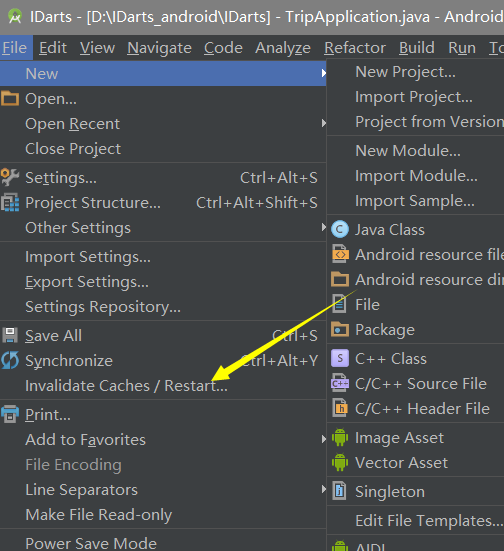 IDarts - [D:\IDarts_android\IDarts] - TripApplication.java - Android
File Edit View Navigate Code Analyze Refactor Build Run To
New
Open...
Open Recent
Close Project
Settings... Ctrl+Alt+S
Project Structure... Ctrl+Alt+Shift+S
Other Settings
Import Settings...
Export Settings...
Settings Repository...
Save All Ctrl+S
Synchronize Ctrl+Alt+Y
Invalidate Caches / Restart...
Print...
Add to Favorites
File Encoding
Line Separators
Make File Read-only
Power Save Mode
New Project...
Import Project...
Project from Version
New Module...
Import Module...
Import Sample...
C Java Class
Android resource file
Android resource dir
File
Package
S C++ Class
C++ C/C++ Source File
h C/C++ Header File
Image Asset
Vector Asset
J Singleton
Edit File Templates...
AIDL